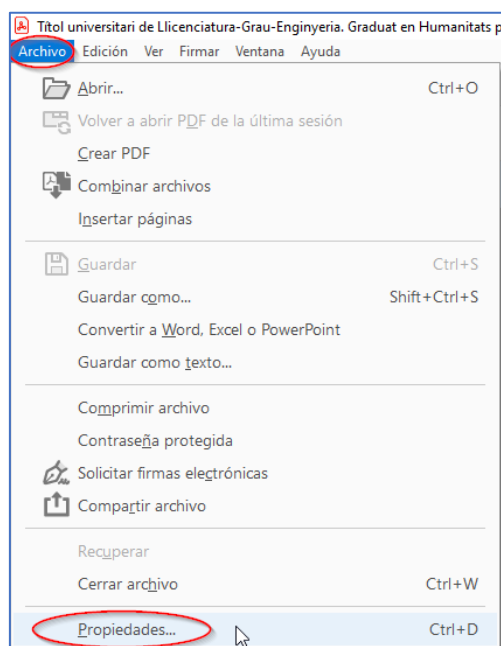 Títol universitari de Llicenciatura-Grau-Enginyeria. Graduat en Humanitats p
Archivo Edición Ver Firmar Ventana Ayuda
Abrir... Ctrl+O
Volver a abrir PDF de la última sesión
Crear PDF
Combinar archivos
Insertar páginas
Guardar Ctrl+S
Guardar como... Shift+Ctrl+S
Convertir a Word, Excel o PowerPoint
Guardar como texto...
Comprimir archivo
Contraseña protegida
Solicitar firmas electrónicas
Compartir archivo
Recuperar
Cerrar archivo Ctrl+W
Propiedades... Ctrl+D